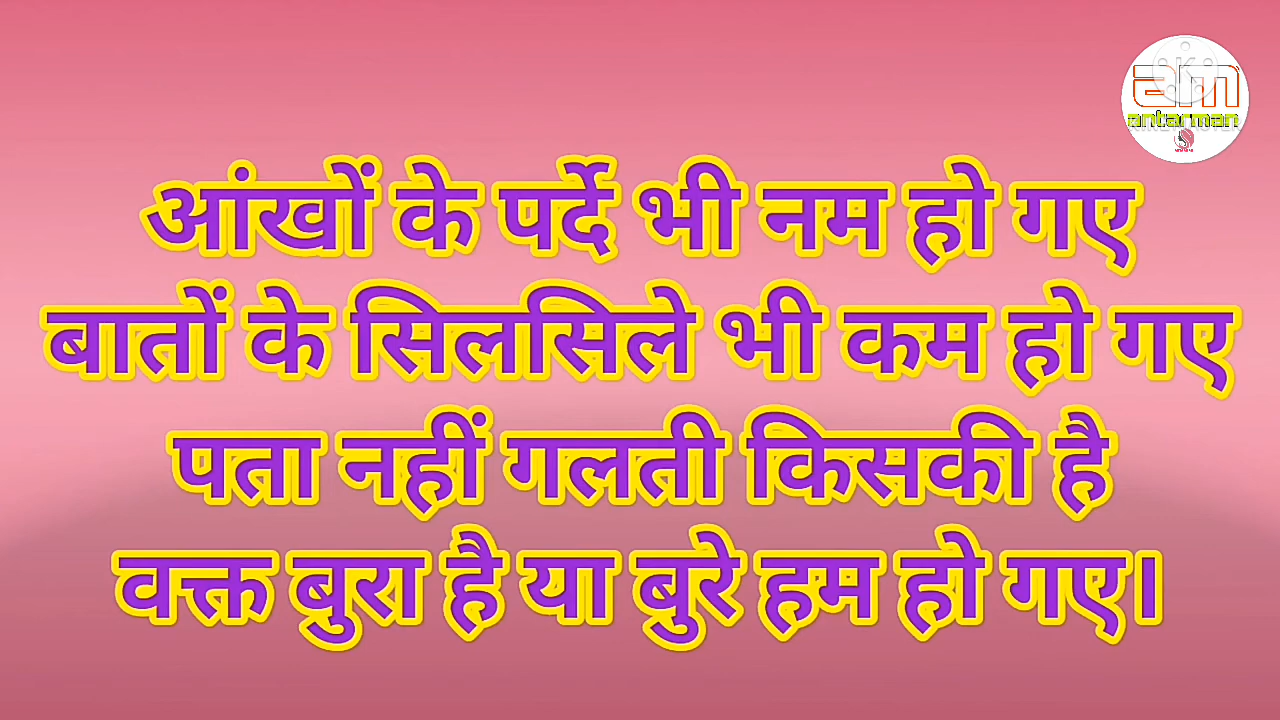 am
antarman
आंखों के पर्दे भी नम हो गए
बातों के सिलसिले भी कम हो गए
पता नहीं गलती किसकी है
वक्त बुरा है या बुरे हम हो गए।